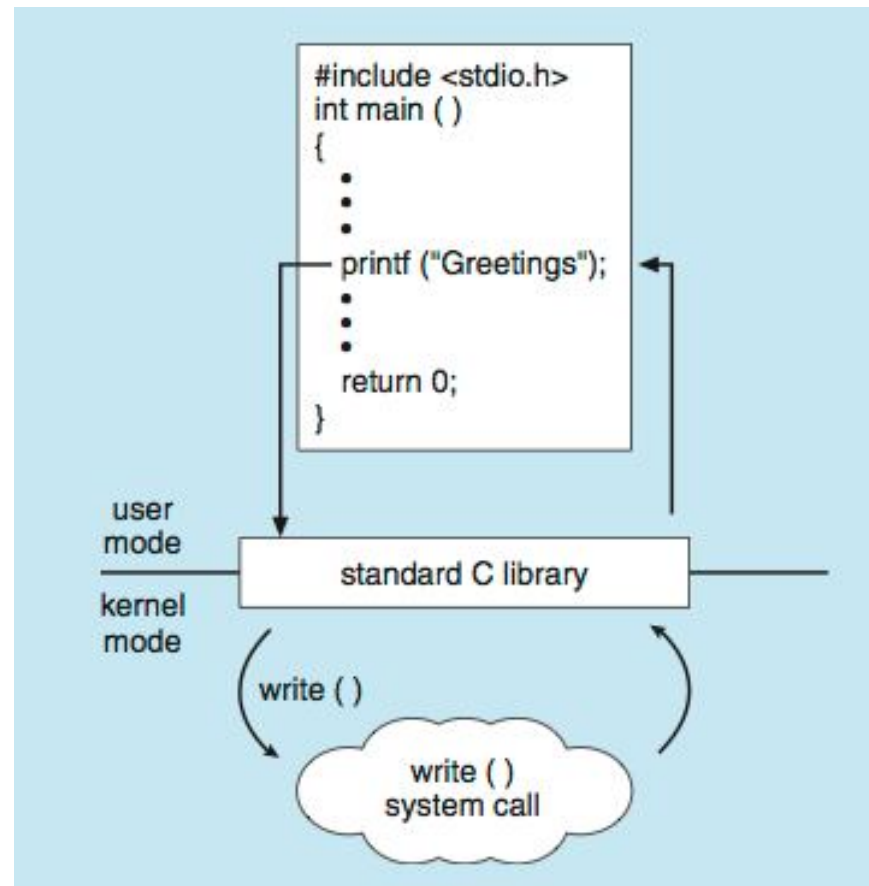 #include <stdio.h>
int main ( )
{
•
•
•
printf ("Greetings");
•
•
•
return 0;
}
user
mode
standard C library
kernel
mode
write ( )
write ( )
system call